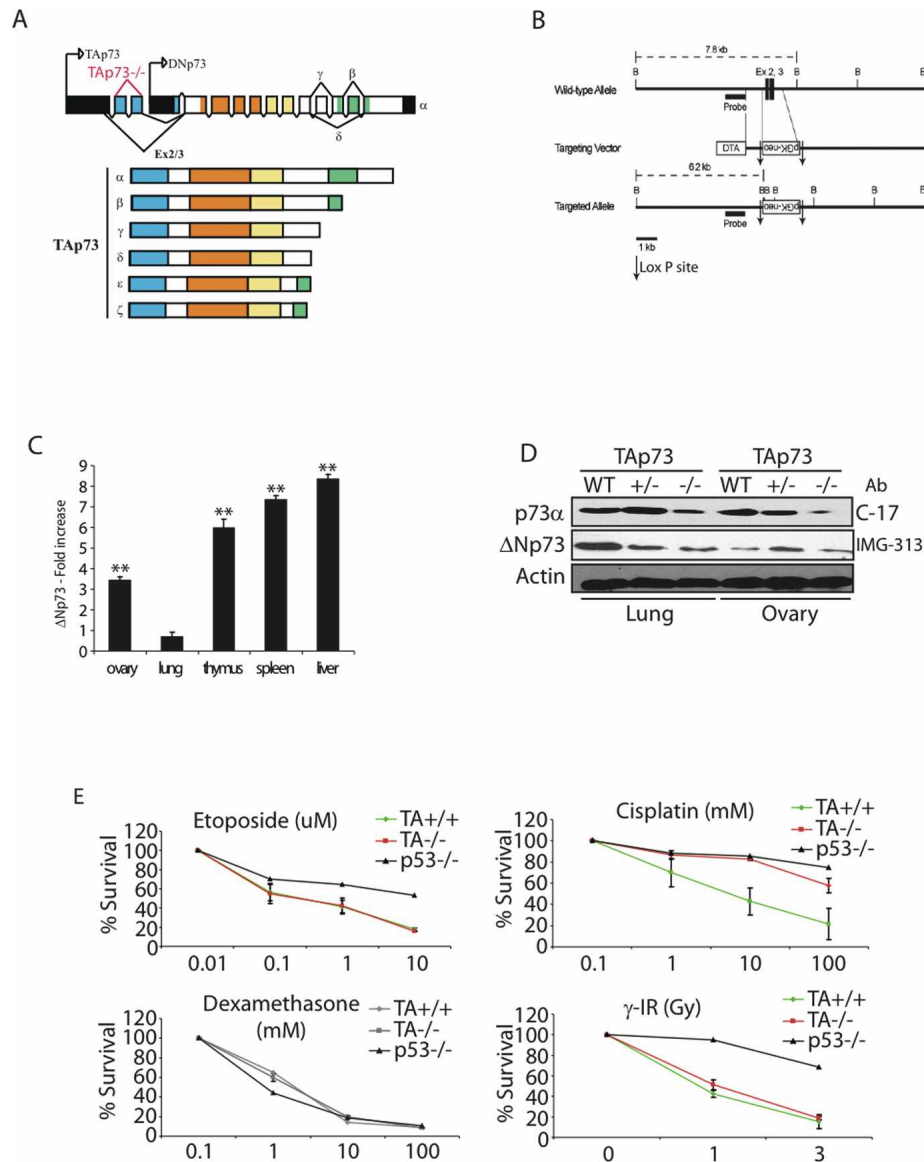 A
TAp73
TAp73-/-
DNp73
γ β
α
δ
Ex2/3
TAp73
α
β
γ
δ
ε
ζ
B
7.8 kb
B Ex 2, 3 B B B
Wild-type Allele
Probe
Targeting Vector
DTA pGK-neo
6.2 kb
B BB B B B
Targeted Allele
pGK-neo
Probe
1 kb
Lox P site
C
ΔNp73 - Fold increase
9
8
7
6
5
4
3
2
1
0
** ** ** **
ovary lung thymus spleen liver
D
TAp73 TAp73
WT +/- -/- WT +/- -/- Ab
p73α C-17
ΔNp73 IMG-313
Actin
Lung Ovary
E
Etoposide (uM)
TA+/+
TA-/-
p53-/-
% Survival
120
100
80
60
40
20
0
0.01 0.1 1 10
Cisplatin (mM)
TA+/+
TA-/-
p53-/-
% Survival
120
100
80
60
40
20
0
0.1 1 10 100
Dexamethasone
(mM)
TA+/+
TA-/-
p53-/-
% Survival
120
100
80
60
40
20
0
0.1 1 10 100
γ-IR (Gy)
TA+/+
TA-/-
p53-/-
% Survival
120
100
80
60
40
20
0
0 1 3